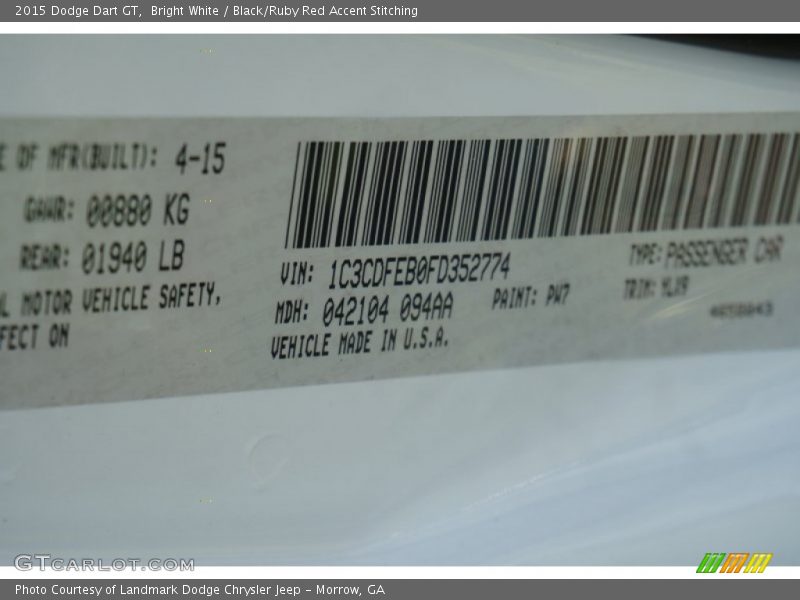 2015 Dodge Dart GT, Bright White / Black/Ruby Red Accent Stitching
E OF MFR(BUILT): 4-15
GAWR: 00880 KG
REAR: 01940 LB
L MOTOR VEHICLE SAFETY,
FECT ON
VIN: 1C3CDFEB0FD352774
MDH: 042104 094AA
PAINT: PW7
VEHICLE MADE IN U.S.A.
TYPE: PASSENGER CAR
TRIM:
GTCARLOT.COM
Photo Courtesy of Landmark Dodge Chrysler Jeep – Morrow, GA